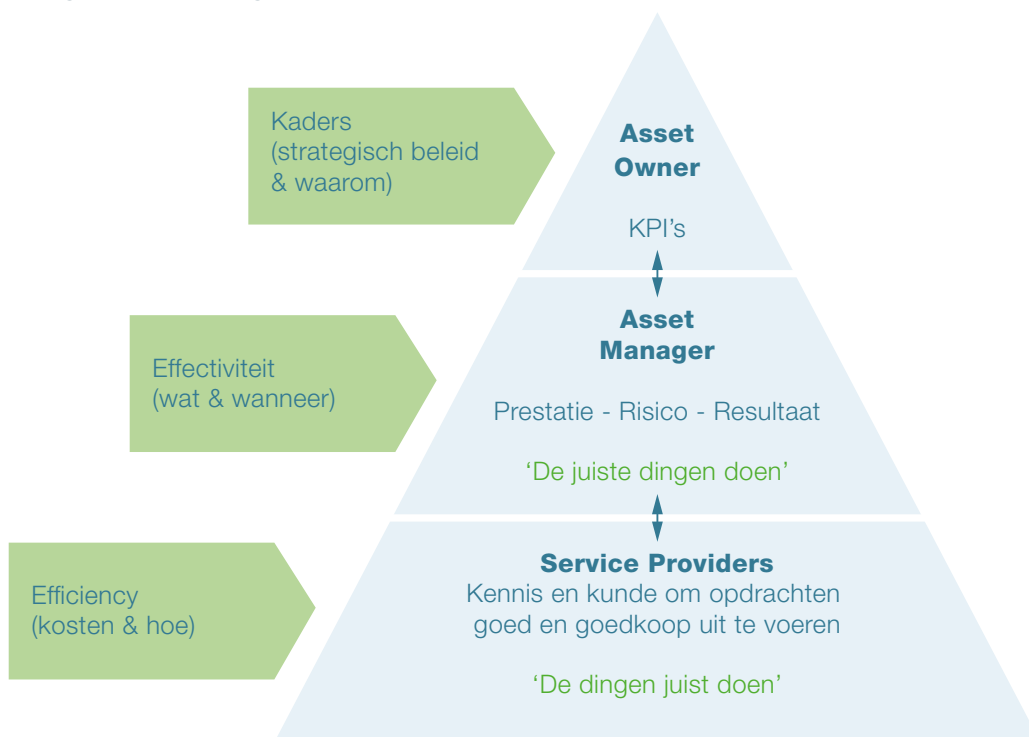 Kaders
(strategisch beleid
& waarom)
Asset
Owner
KPI’s
Effectiviteit
(wat & wanneer)
Asset
Manager
Prestatie - Risico - Resultaat
‘De juiste dingen doen’
Efficiency
(kosten & hoe)
Service Providers
Kennis en kunde om opdrachten
goed en goedkoop uit te voeren
‘De dingen juist doen’